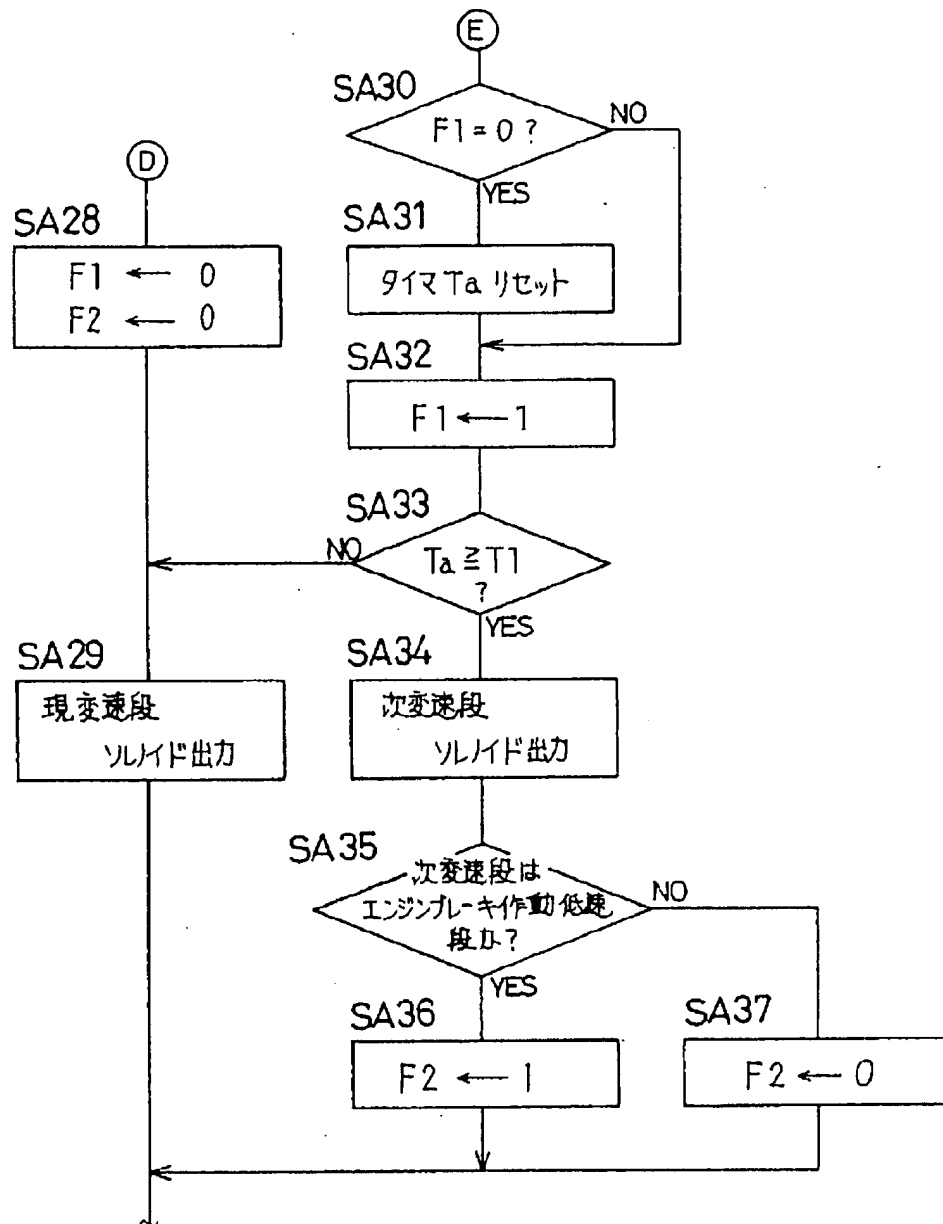 E
SA30
F1=0?
NO
YES
D
SA28
F1 ← 0
F2 ← 0
SA31
タイマ Ta リセット
SA32
F1 ← 1
SA33
Ta ≧ T1
?
NO
YES
SA29
現変速段
ソレノイド出力
SA34
次変速段
ソレノイド出力
SA35
次変速段は
エンジンブレーキ作動低速
段か?
NO
YES
SA36
F2 ← 1
SA37
F2 ← 0